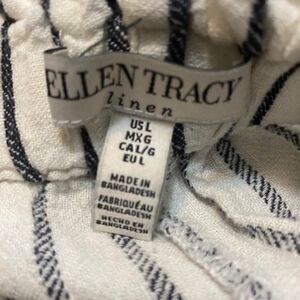 ELLEN TRACY
linen
US L
MX G
CA L/G
EU L
MADE IN
BANGLADESH
FABRIQUÉ AU
BANGLADESH
HECHO EN
BANGLADESH